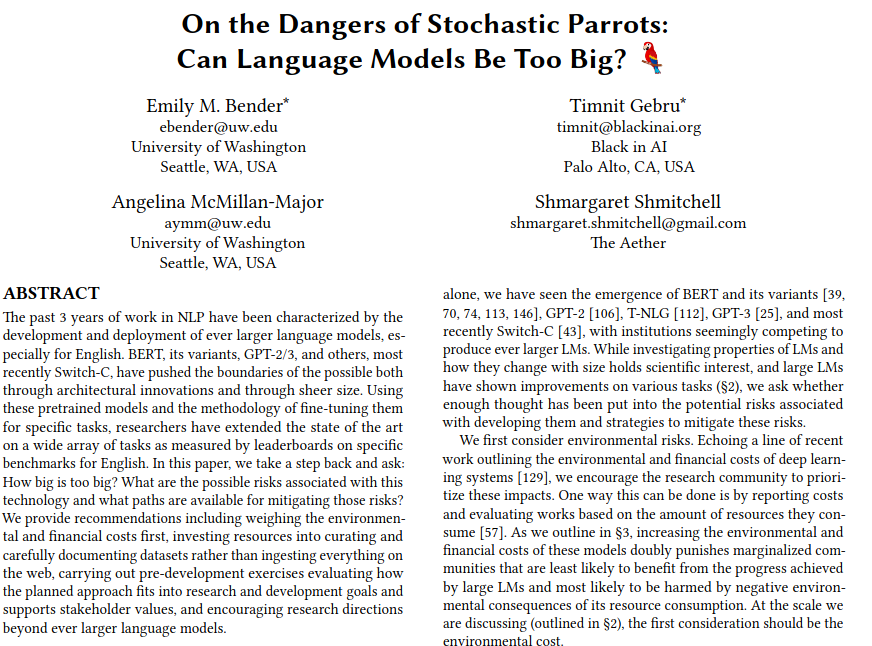 On the Dangers of Stochastic Parrots:
Can Language Models Be Too Big? 🦜
Emily M. Bender*
ebender@uw.edu
University of Washington
Seattle, WA, USA
Timnit Gebru*
timnit@blackinai.org
Black in AI
Palo Alto, CA, USA
Angelina McMillan-Major
aymm@uw.edu
University of Washington
Seattle, WA, USA
Shmargaret Shmitchell
shmargaret.shmitchell@gmail.com
The Aether
ABSTRACT
The past 3 years of work in NLP have been characterized by the
development and deployment of ever larger language models, es-
pecially for English. BERT, its variants, GPT-2/3, and others, most
recently Switch-C, have pushed the boundaries of the possible both
through architectural innovations and through sheer size. Using
these pretrained models and the methodology of fine-tuning them
for specific tasks, researchers have extended the state of the art
on a wide array of tasks as measured by leaderboards on specific
benchmarks for English. In this paper, we take a step back and ask:
How big is too big? What are the possible risks associated with this
technology and what paths are available for mitigating those risks?
We provide recommendations including weighing the environmen-
tal and financial costs first, investing resources into curating and
carefully documenting datasets rather than ingesting everything on
the web, carrying out pre-development exercises evaluating how
the planned approach fits into research and development goals and
supports stakeholder values, and encouraging research directions
beyond ever larger language models.
alone, we have seen the emergence of BERT and its variants [39,
70, 74, 113, 146], GPT-2 [106], T-NLG [112], GPT-3 [25], and most
recently Switch-C [43], with institutions seemingly competing to
produce ever larger LMs. While investigating properties of LMs and
how they change with size holds scientific interest, and large LMs
have shown improvements on various tasks (§2), we ask whether
enough thought has been put into the potential risks associated
with developing them and strategies to mitigate these risks.
We first consider environmental risks. Echoing a line of recent
work outlining the environmental and financial costs of deep learn-
ing systems [129], we encourage the research community to priori-
tize these impacts. One way this can be done is by reporting costs
and evaluating works based on the amount of resources they con-
sume [57]. As we outline in §3, increasing the environmental and
financial costs of these models doubly punishes marginalized com-
munities that are least likely to benefit from the progress achieved
by large LMs and most likely to be harmed by negative environ-
mental consequences of its resource consumption. At the scale we
are discussing (outlined in §2), the first consideration should be the
environmental cost.